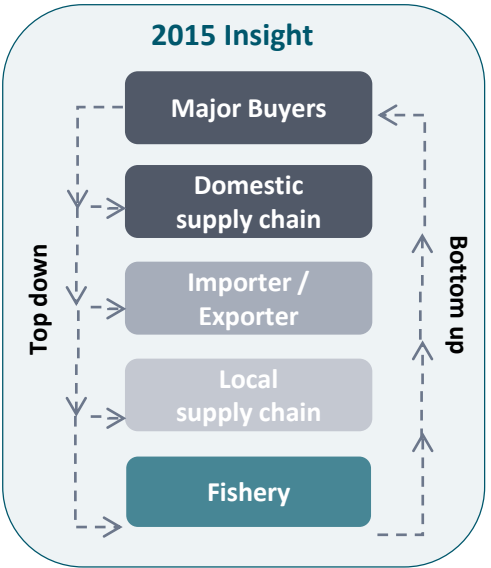 2015 Insight
Major Buyers
Domestic
supply chain
Importer /
Exporter
Local
supply chain
Fishery
Top down
Bottom up